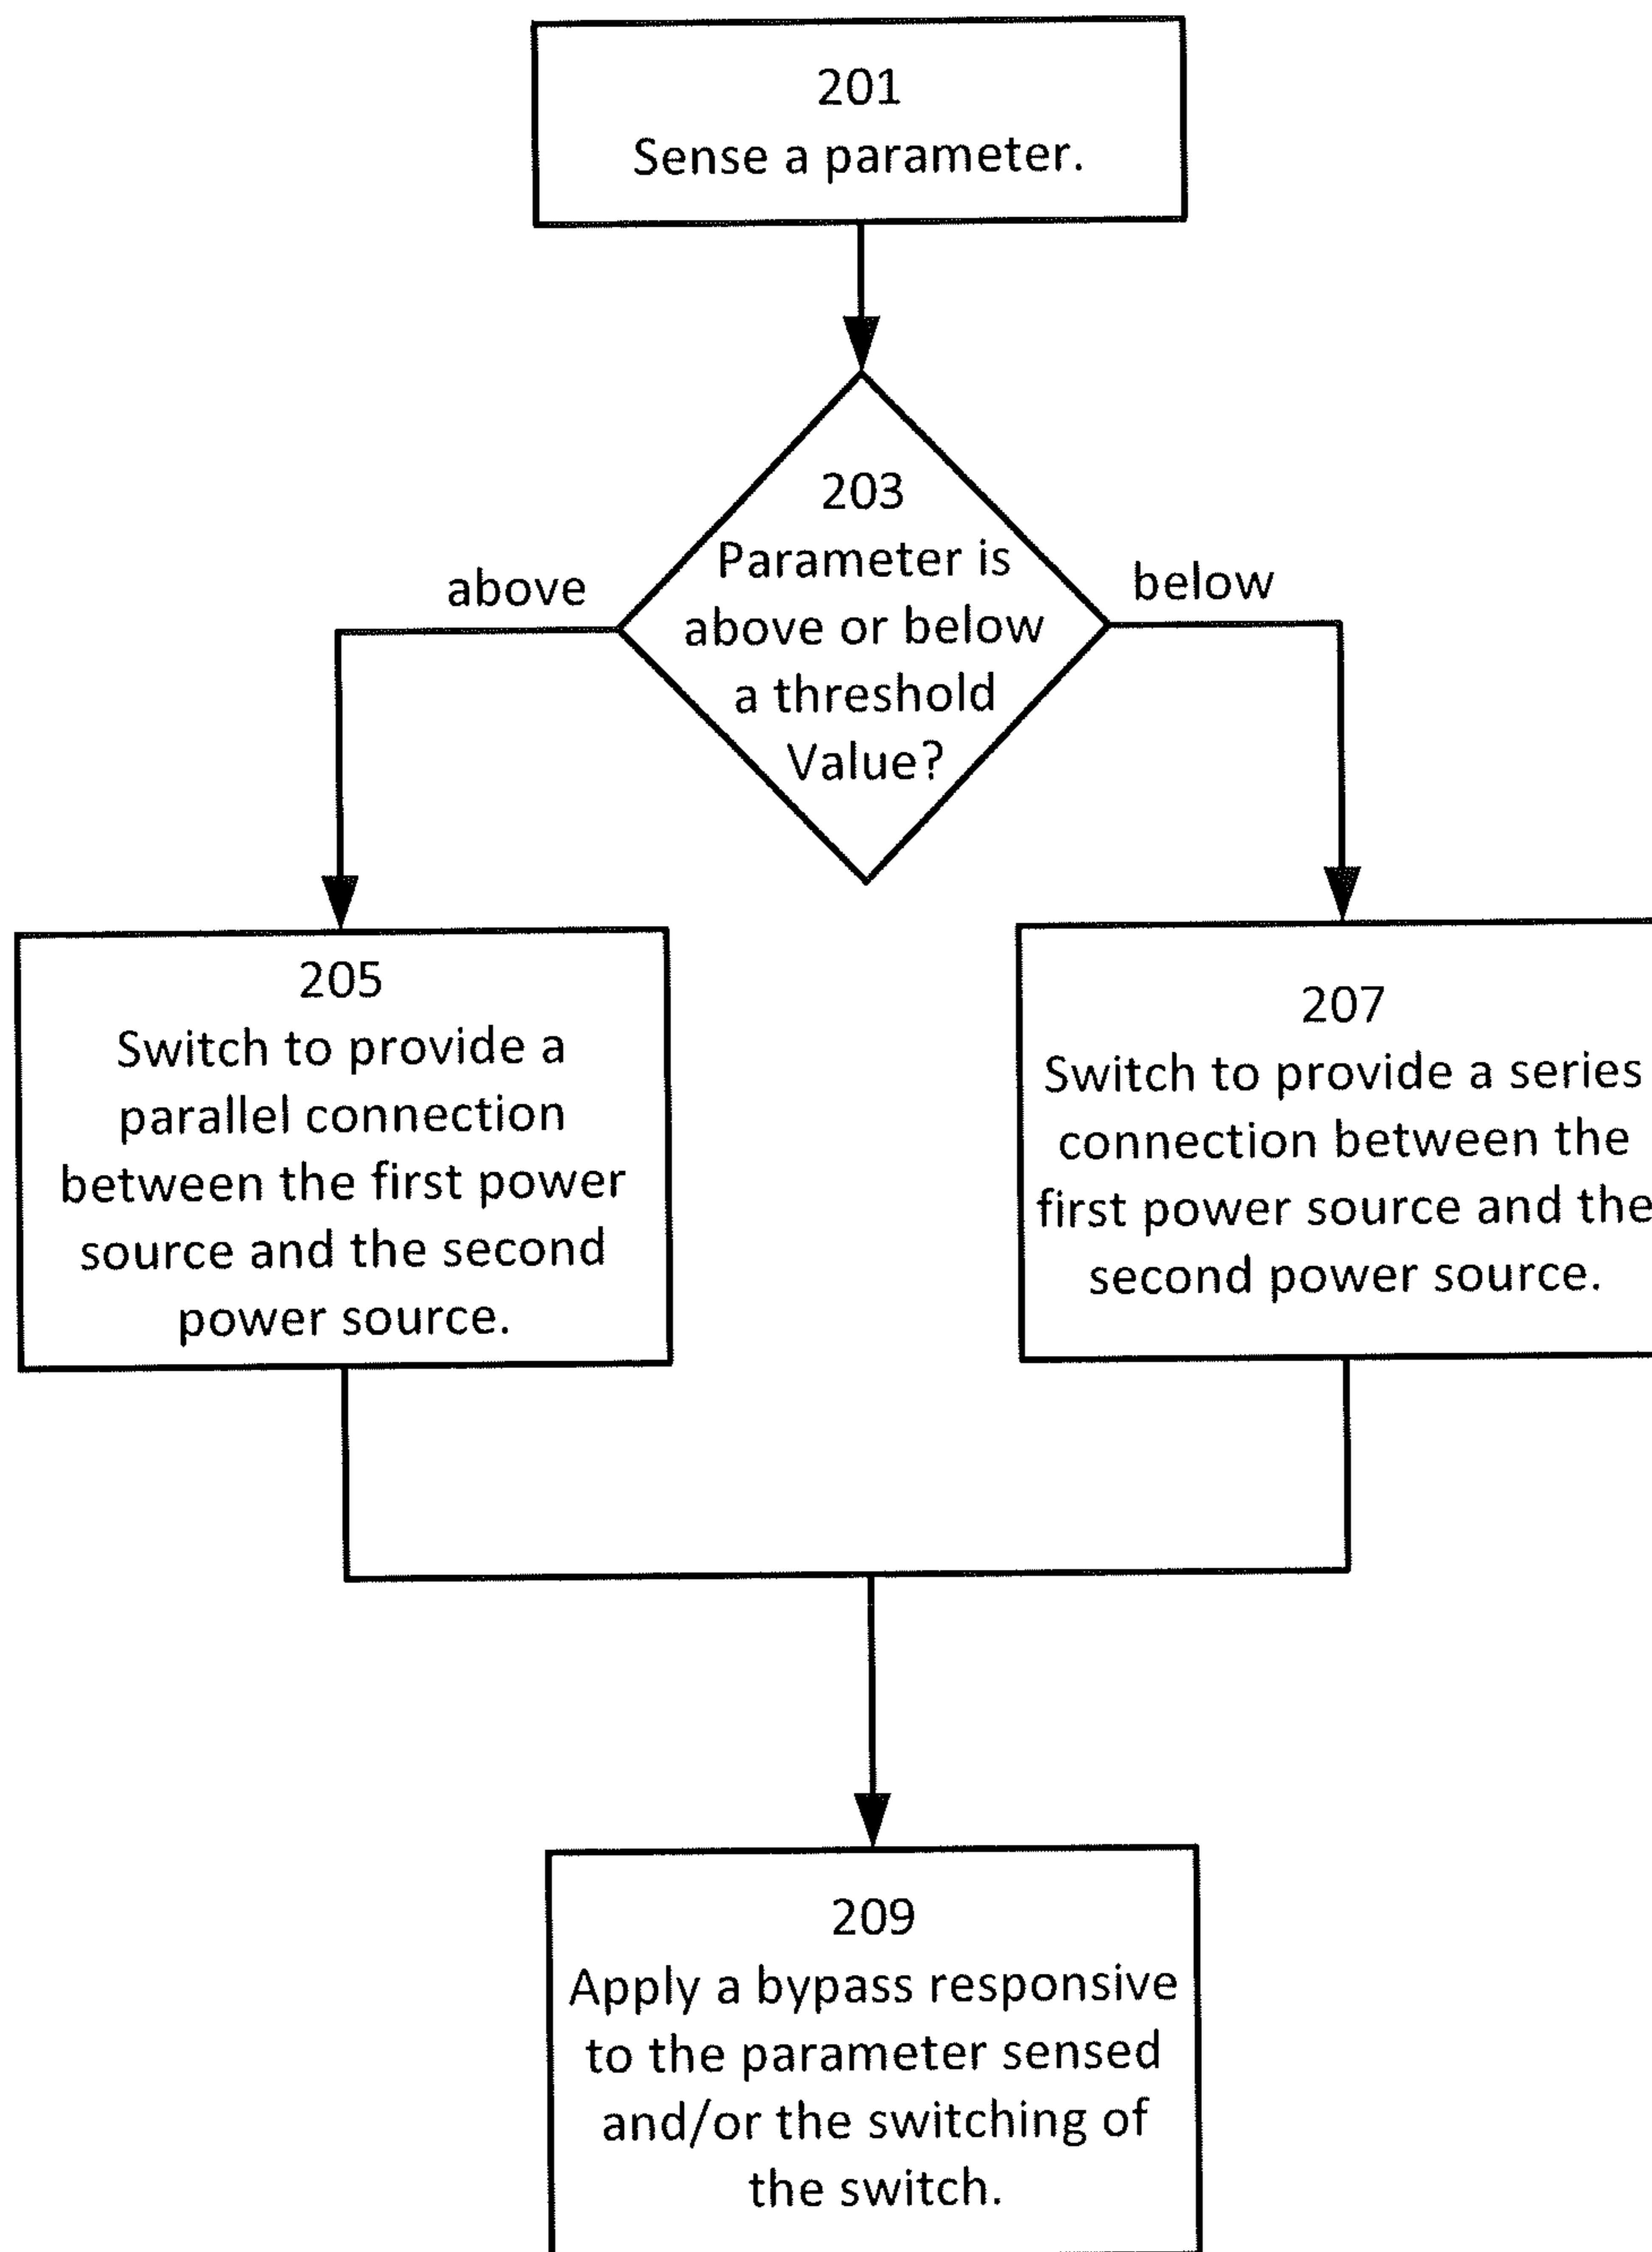 201
Sense a parameter.
203
Parameter is
above or below
a threshold
Value?
above
below
205
Switch to provide a
parallel connection
between the first power
source and the second
power source.
207
Switch to provide a series
connection between the
first power source and the
second power source.
209
Apply a bypass responsive
to the parameter sensed
and/or the switching of
the switch.